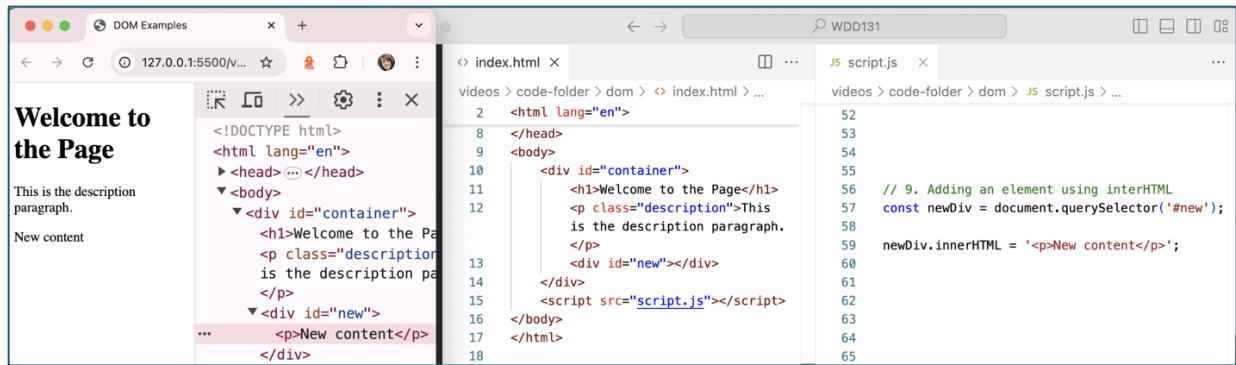 DOM Examples
127.0.0.1:5500/v...
Welcome to
the Page
This is the description
paragraph.
New content
<!DOCTYPE html>
<html lang="en">
<head> ... </head>
<body>
<div id="container">
<h1>Welcome to the Pa
<p class="description
is the description pa
</p>
<div id="new">
... <p>New content</p>
</div>
WDD131
index.html
videos > code-folder > dom > index.html > ...
2 <html lang="en">
8 </head>
9 <body>
10 <div id="container">
11 <h1>Welcome to the Page</h1>
12 <p class="description">This
is the description paragraph.
</p>
13 <div id="new"></div>
14 </div>
15 <script src="script.js"></script>
16 </body>
17 </html>
18
JS script.js
videos > code-folder > dom > JS script.js > ...
52
53
54
55
56 // 9. Adding an element using interHTML
57 const newDiv = document.querySelector('#new');
58
59 newDiv.innerHTML = '<p>New content</p>';
60
61
62
63
64
65